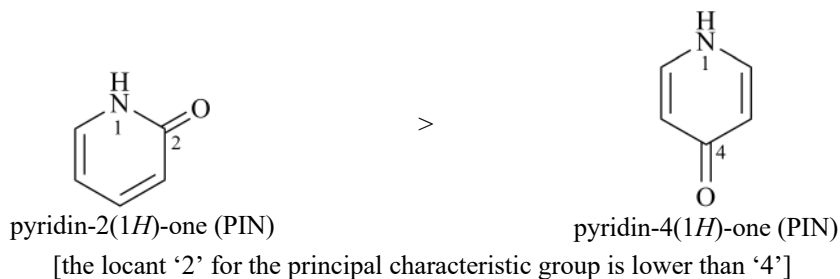 H
N
1
O
2
>
H
N
1
4
O
pyridin-2(1H)-one (PIN)
pyridin-4(1H)-one (PIN)
[the locant ‘2’ for the principal characteristic group is lower than ‘4’]